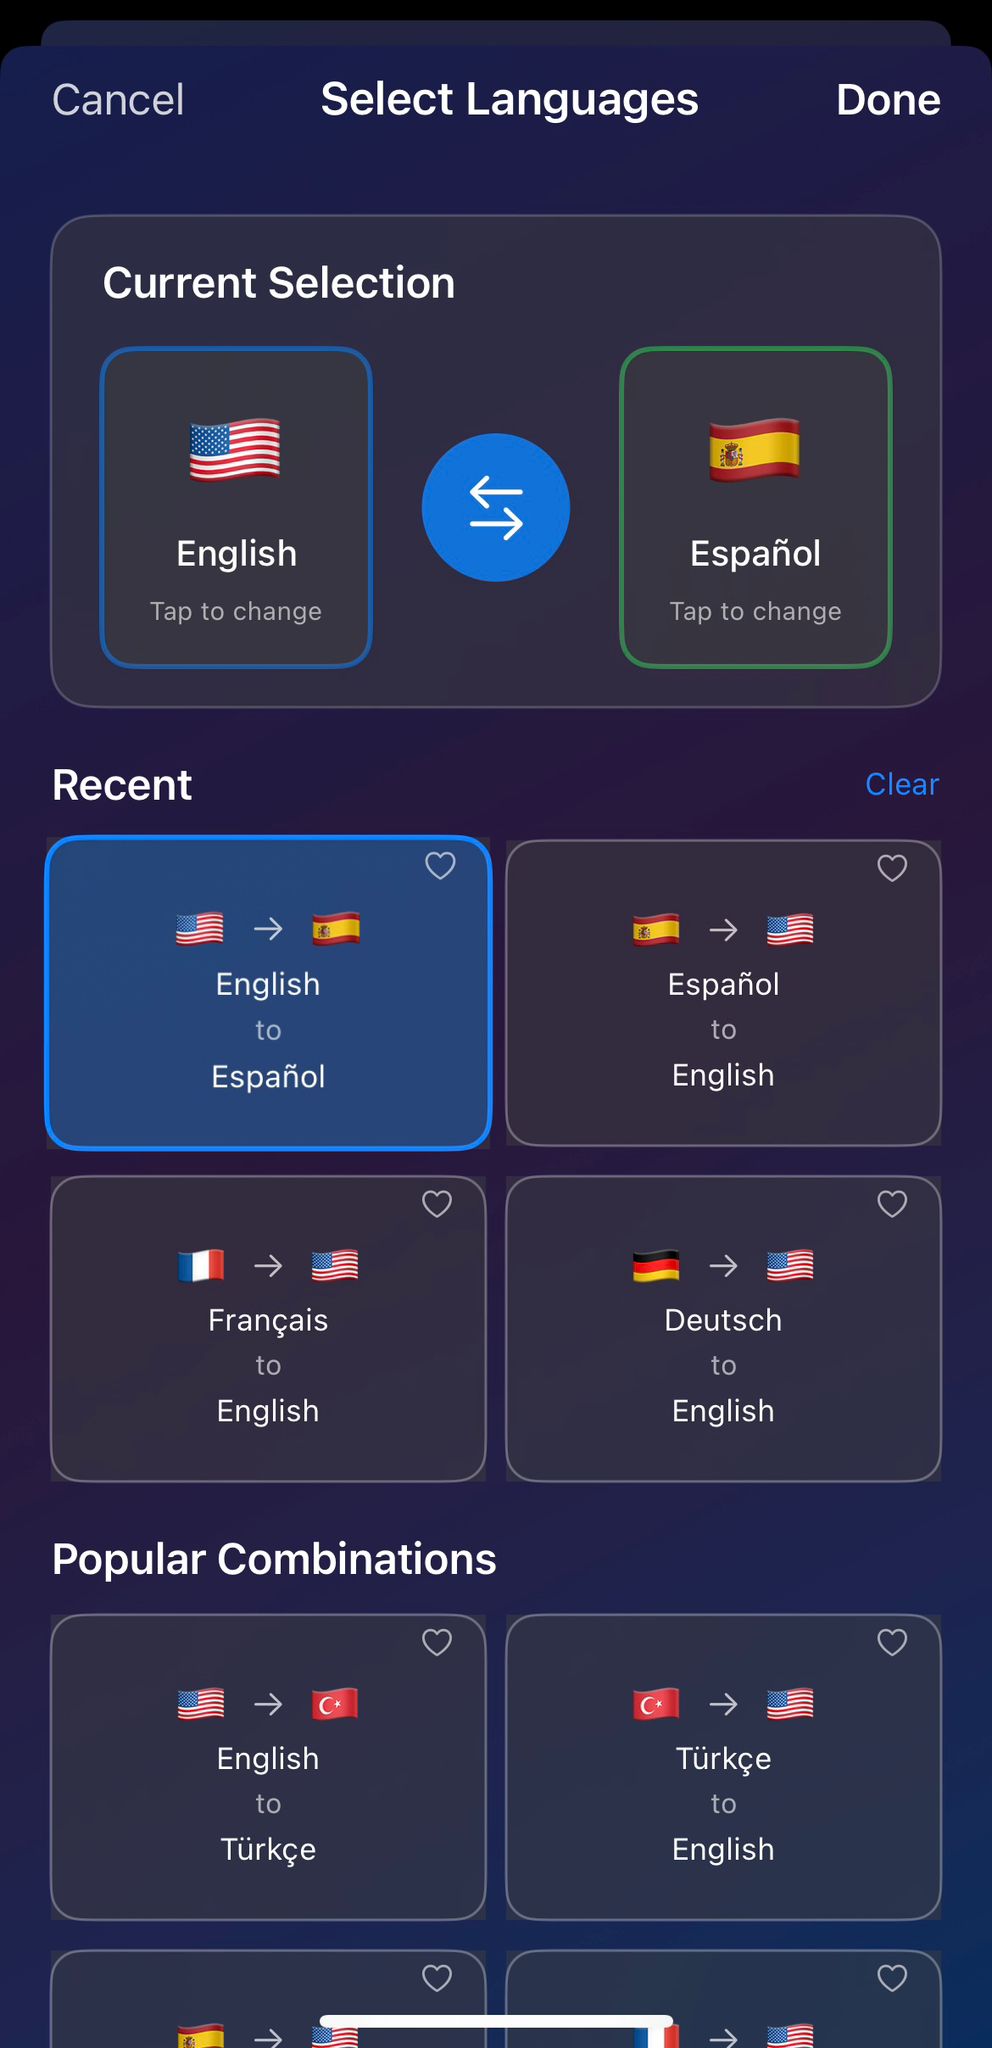 Cancel
Select Languages
Done
Current Selection
English
Tap to change
Español
Tap to change
Recent
Clear
English
to
Español
Español
to
English
Français
to
English
Deutsch
to
English
Popular Combinations
English
to
Türkçe
Türkçe
to
English